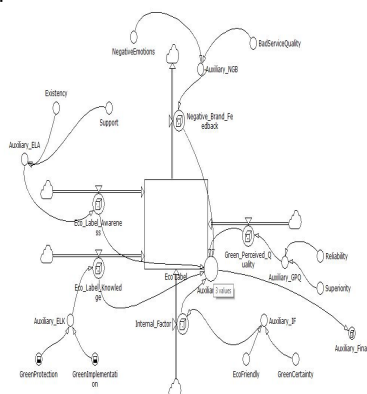 NegativeEmotions
BadServiceQuality
Auxiliary_NGB
Existency
Support
Negative_Brand_Fe
edback
Auxiliary_ELA
Eco_Label_Awarene
ss
Green_Perceived_Q
uality
Reliability
Eco_Label_Knowled
ge
Eco Label
Auxiliar
3 values
Auxiliary_GPQ
Superiority
Auxiliary_ELK
Internal_Factor
Auxiliary_IF
Auxiliary_Fina
GreenProtection
GreenImplementati
on
EcoFriendly
GreenCertainty